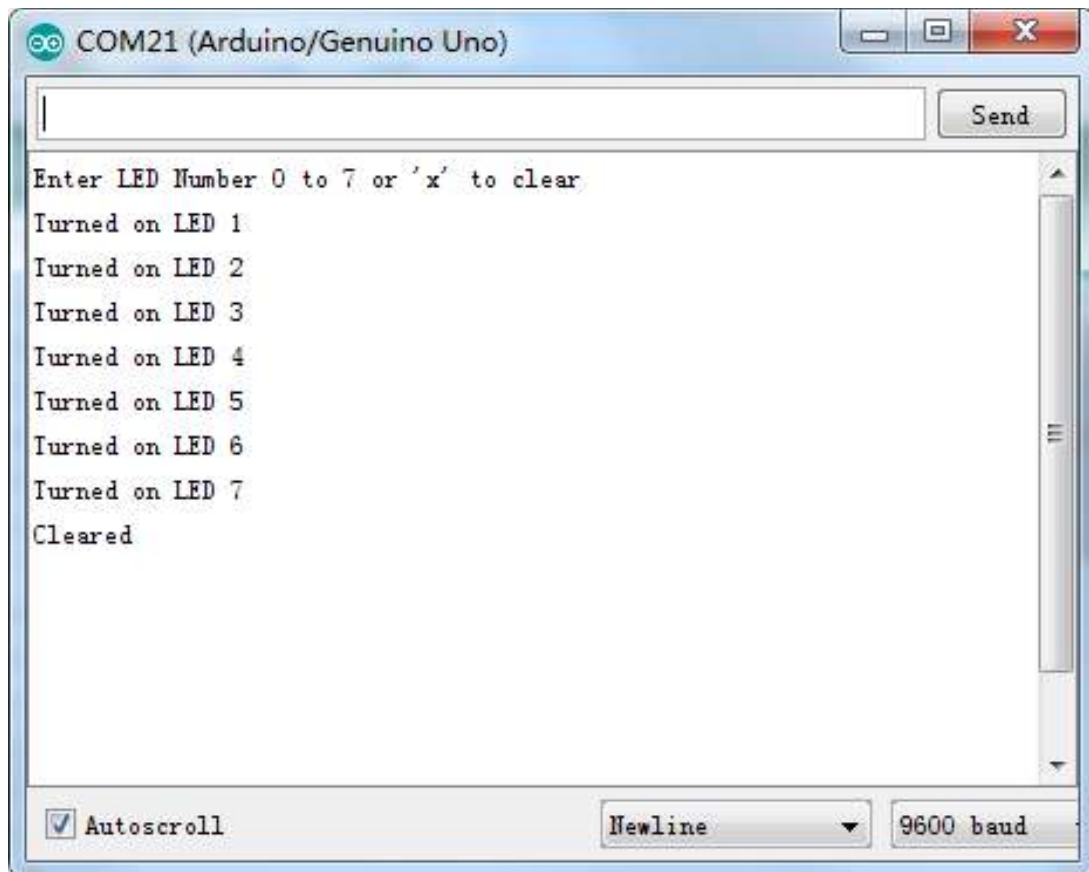 COM21 (Arduino/Genuino Uno)
Send
Enter LED Number 0 to 7 or 'x' to clear
Turned on LED 1
Turned on LED 2
Turned on LED 3
Turned on LED 4
Turned on LED 5
Turned on LED 6
Turned on LED 7
Cleared
Autoscroll
Newline
9600 baud